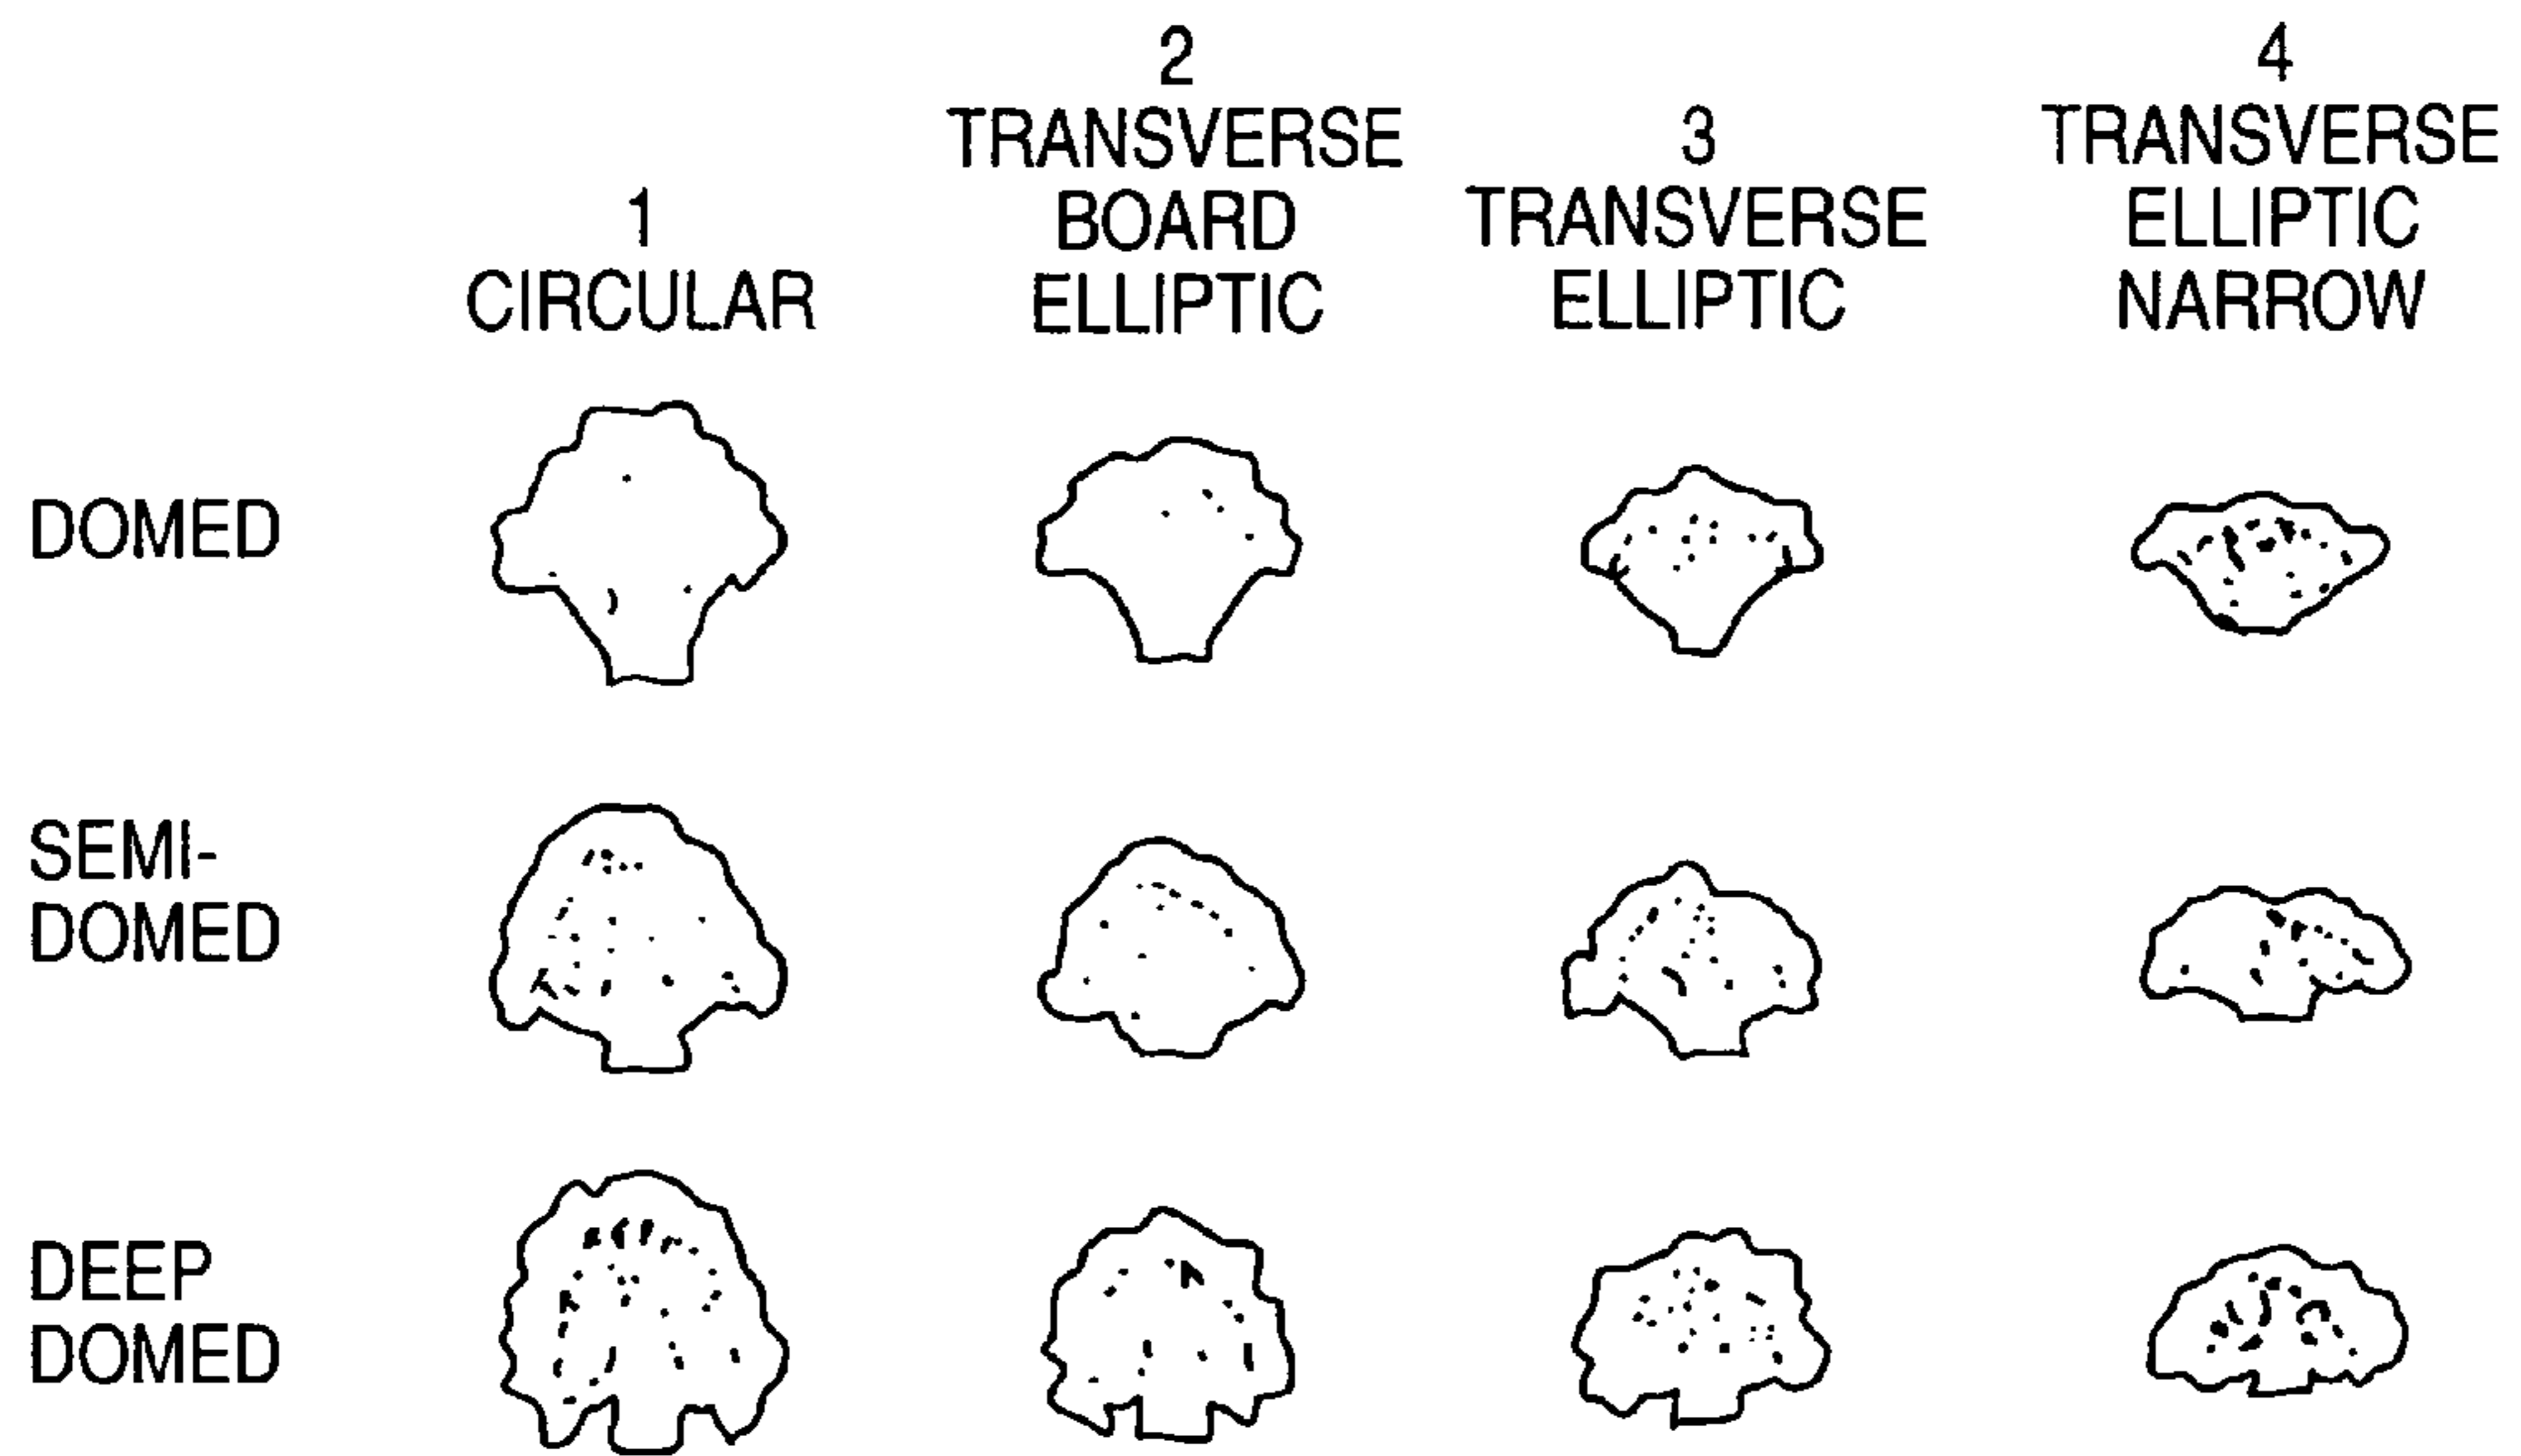 1
CIRCULAR
2
TRANSVERSE
BOARD
ELLIPTIC
3
TRANSVERSE
ELLIPTIC
4
TRANSVERSE
ELLIPTIC
NARROW
DOMED
SEMI-
DOMED
DEEP
DOMED